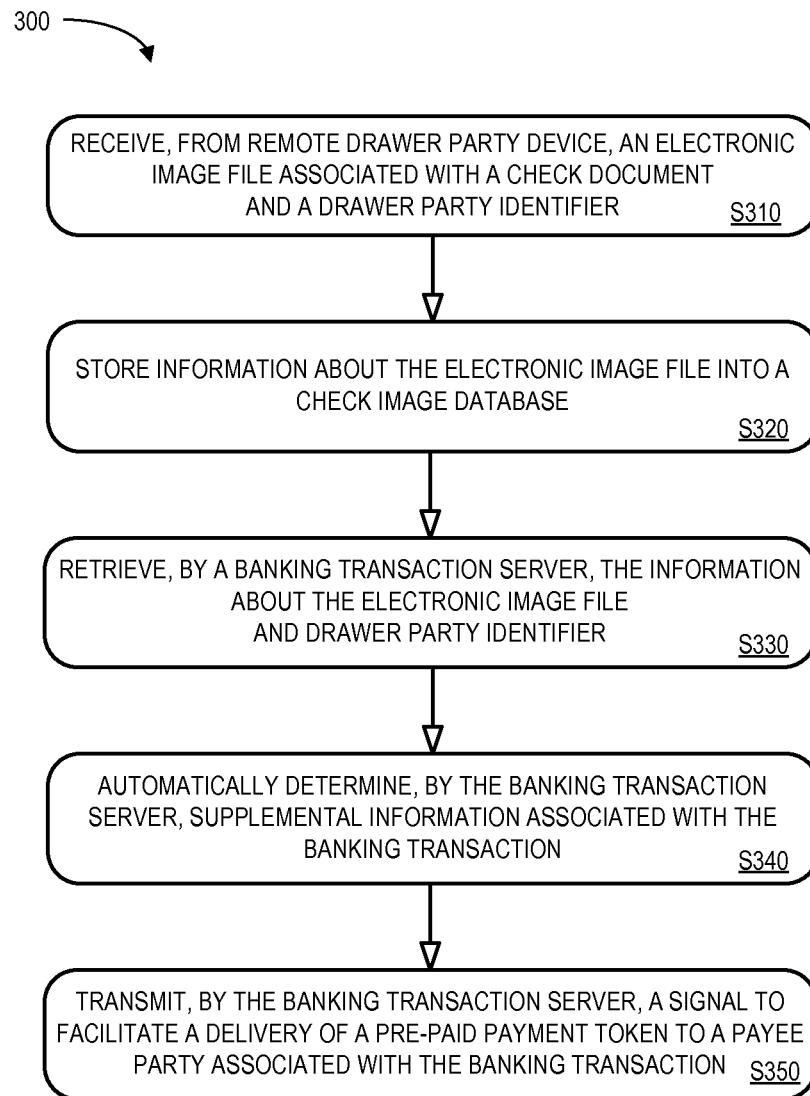 300
RECEIVE, FROM REMOTE DRAWER PARTY DEVICE, AN ELECTRONIC
IMAGE FILE ASSOCIATED WITH A CHECK DOCUMENT
AND A DRAWER PARTY IDENTIFIER
S310
STORE INFORMATION ABOUT THE ELECTRONIC IMAGE FILE INTO A
CHECK IMAGE DATABASE
S320
RETRIEVE, BY A BANKING TRANSACTION SERVER, THE INFORMATION
ABOUT THE ELECTRONIC IMAGE FILE
AND DRAWER PARTY IDENTIFIER
S330
AUTOMATICALLY DETERMINE, BY THE BANKING TRANSACTION
SERVER, SUPPLEMENTAL INFORMATION ASSOCIATED WITH THE
BANKING TRANSACTION
S340
TRANSMIT, BY THE BANKING TRANSACTION SERVER, A SIGNAL TO
FACILITATE A DELIVERY OF A PRE-PAID PAYMENT TOKEN TO A PAYEE
PARTY ASSOCIATED WITH THE BANKING TRANSACTION S350